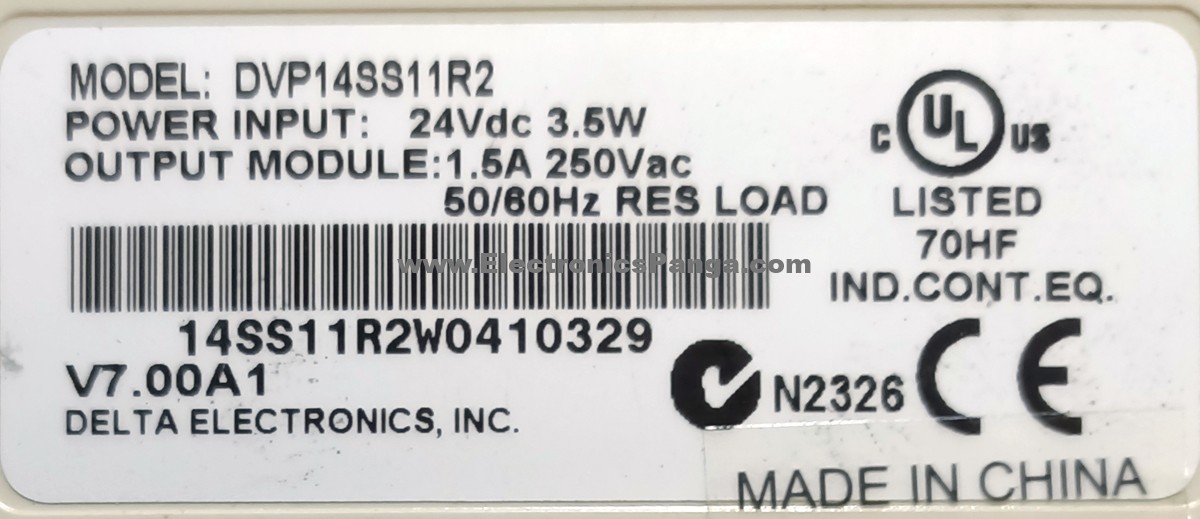 MODEL: DVP14SS11R2
POWER INPUT: 24Vdc 3.5W
OUTPUT MODULE:1.5A 250Vac
50/60Hz RES LOAD
www.ElectronicsPanga.com
14SS11R2W0410329
V7.00A1
DELTA ELECTRONICS, INC.
C UL US
LISTED
70HF
IND.CONT.EQ.
N2326 CE
MADE IN CHINA